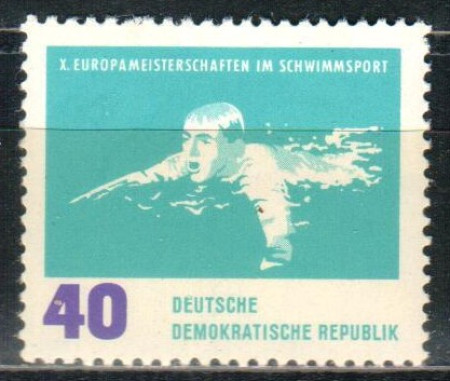 X. EUROPAMEISTERSCHAFTEN IM SCHWIMMSPORT
40
DEUTSCHE
DEMOKRATISCHE REPUBLIK